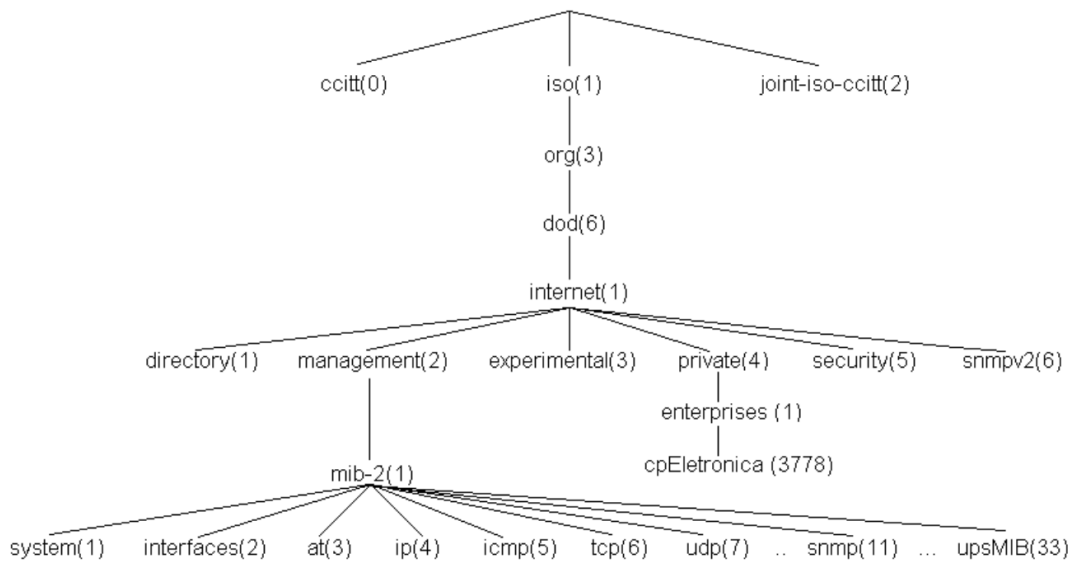 ccitt(0) iso(1) joint-iso-ccitt(2)
org(3)
dod(6)
internet(1)
directory(1) management(2) experimental(3) private(4) security(5) snmpv2(6)
enterprises (1)
cpEletronica (3778)
mib-2(1)
system(1) interfaces(2) at(3) ip(4) icmp(5) tcp(6) udp(7) .. snmp(11) ... upsMIB(33)